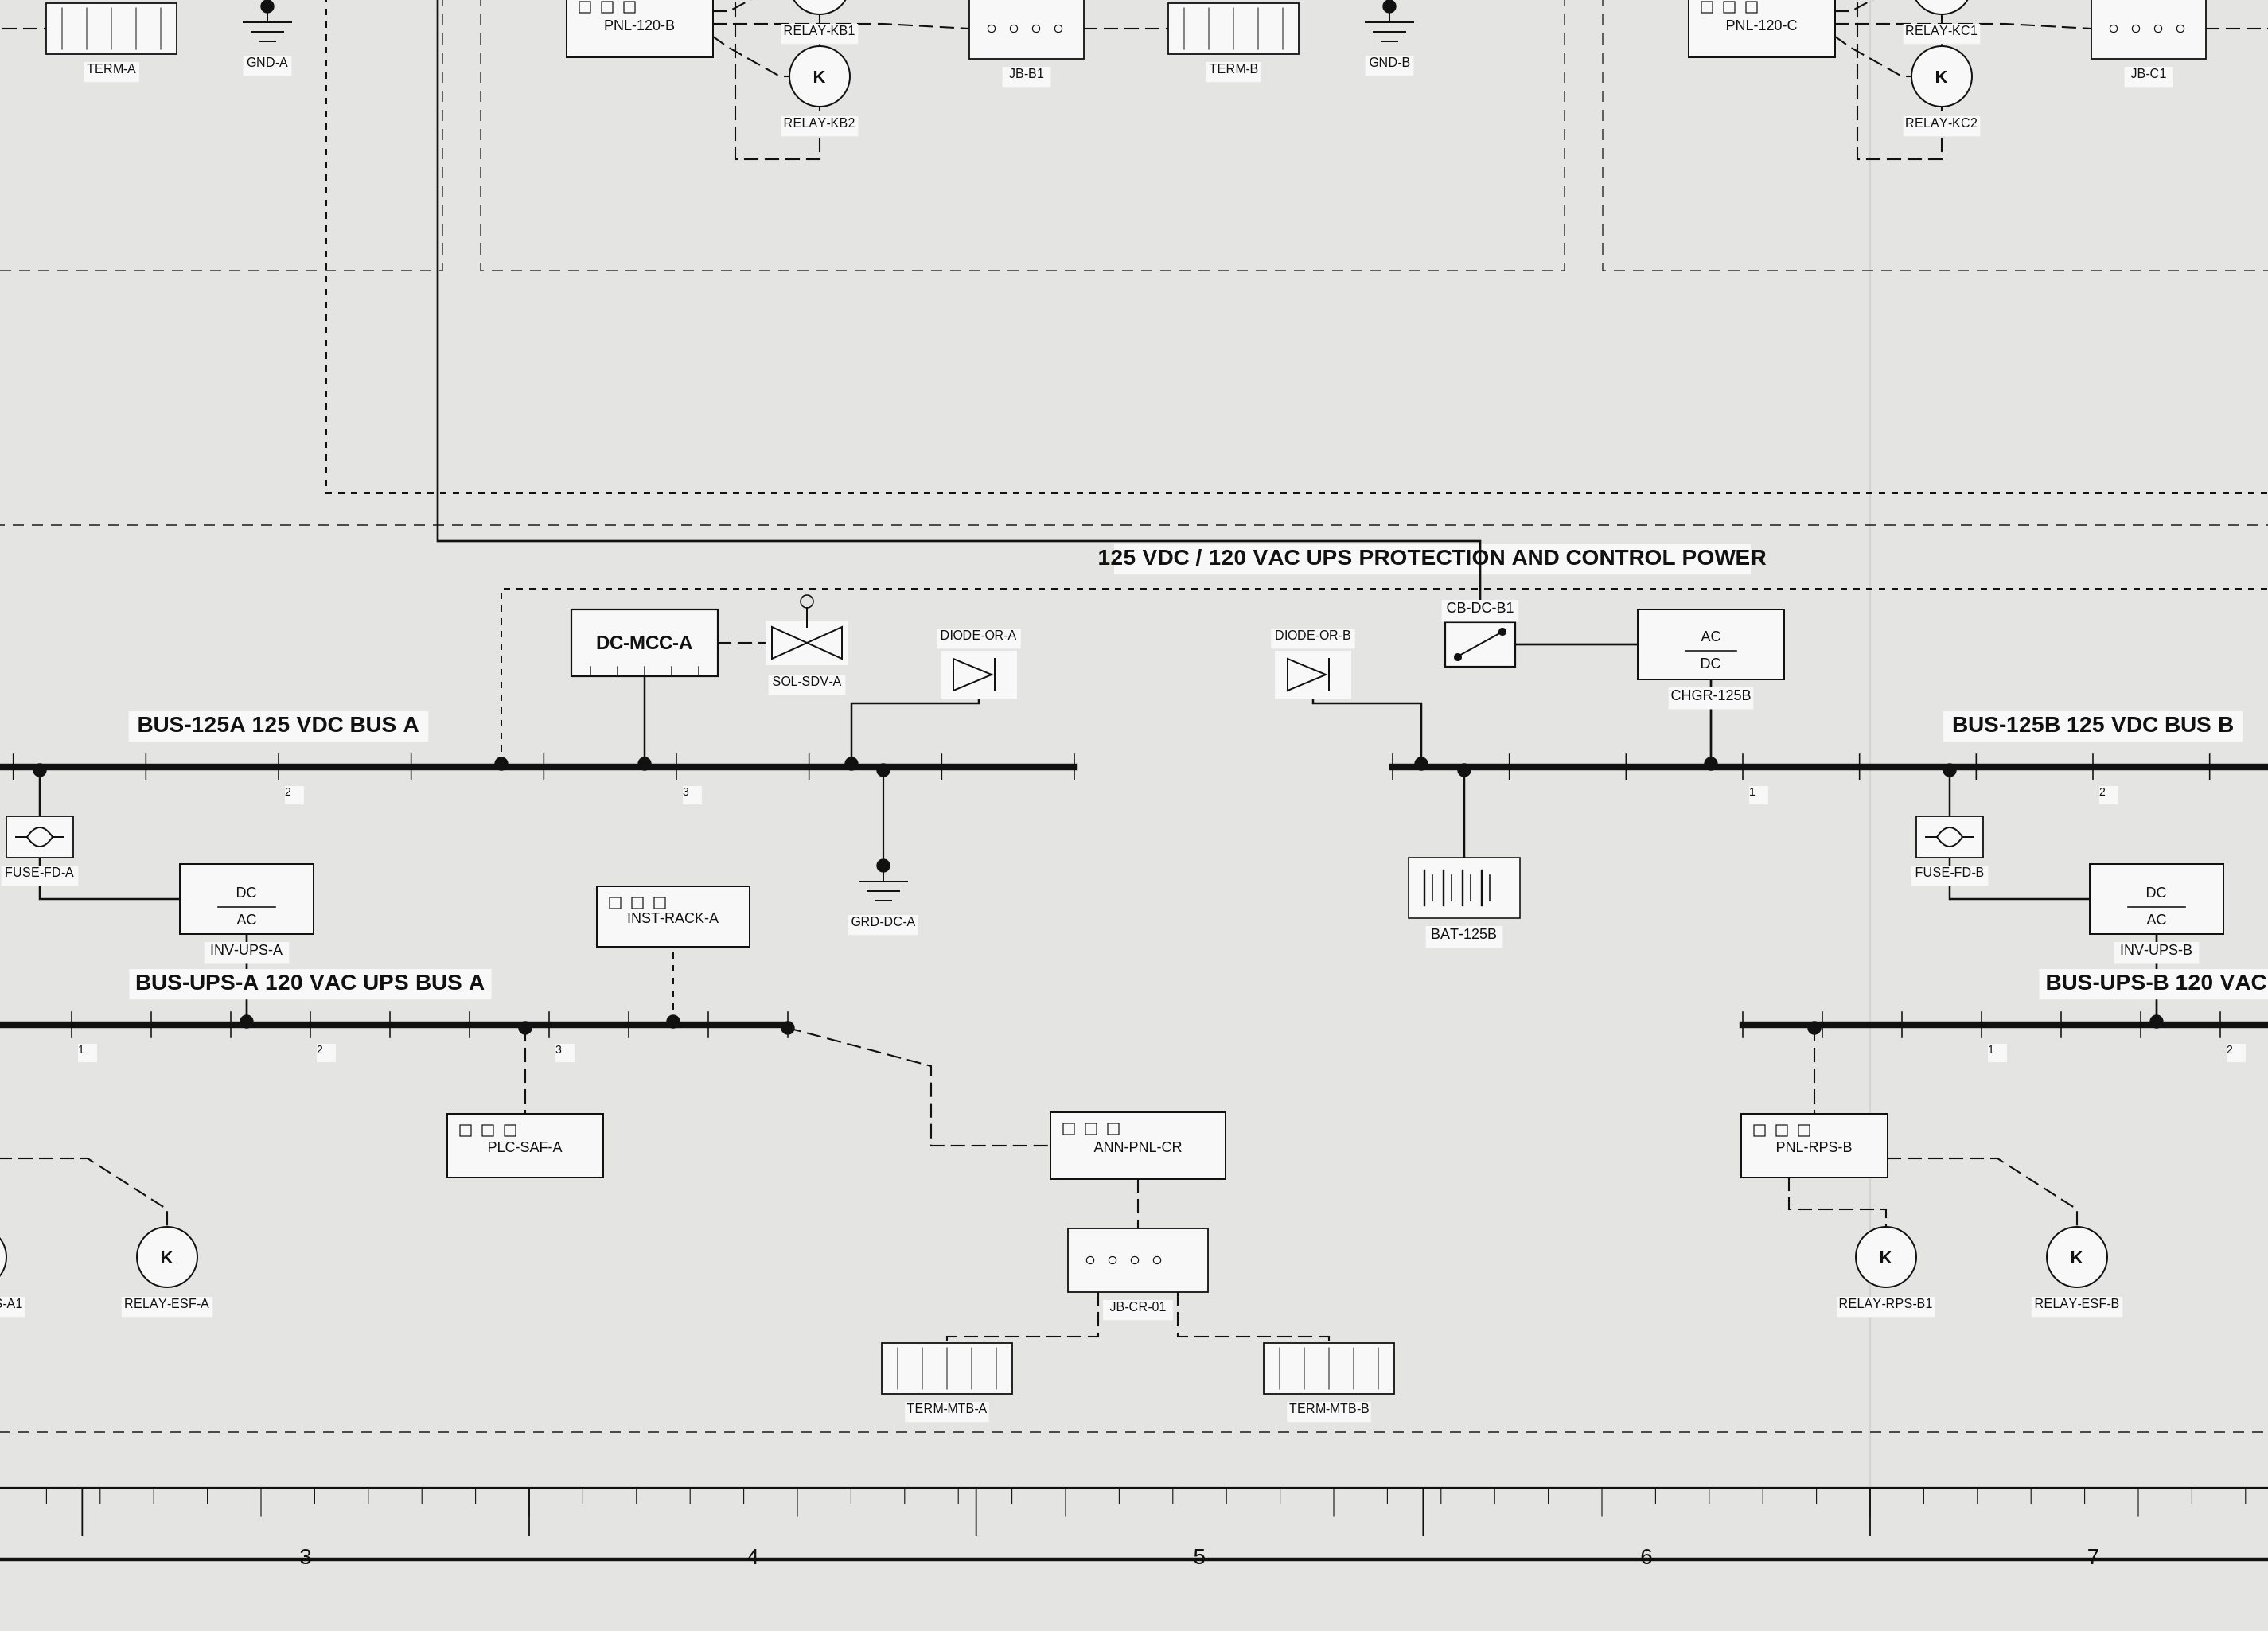 PNL-120-B
RELAY-KB1
PNL-120-C
RELAY-KC1
TERM-A
GND-A
K
RELAY-KB2
JB-B1
TERM-B
GND-B
K
RELAY-KC2
JB-C1
125 VDC / 120 VAC UPS PROTECTION AND CONTROL POWER
CB-DC-B1
DC-MCC-A
SOL-SDV-A
DIODE-OR-A
DIODE-OR-B
AC
DC
CHGR-125B
BUS-125A 125 VDC BUS A
BUS-125B 125 VDC BUS B
2
3
1
2
FUSE-FD-A
DC
AC
INV-UPS-A
INST-RACK-A
GRD-DC-A
BAT-125B
FUSE-FD-B
DC
AC
INV-UPS-B
BUS-UPS-A 120 VAC UPS BUS A
BUS-UPS-B 120 VAC
1
2
3
1
2
PLC-SAF-A
ANN-PNL-CR
PNL-RPS-B
K
K
K
-A1
RELAY-ESF-A
JB-CR-01
RELAY-RPS-B1
RELAY-ESF-B
TERM-MTB-A
TERM-MTB-B
3
4
5
6
7